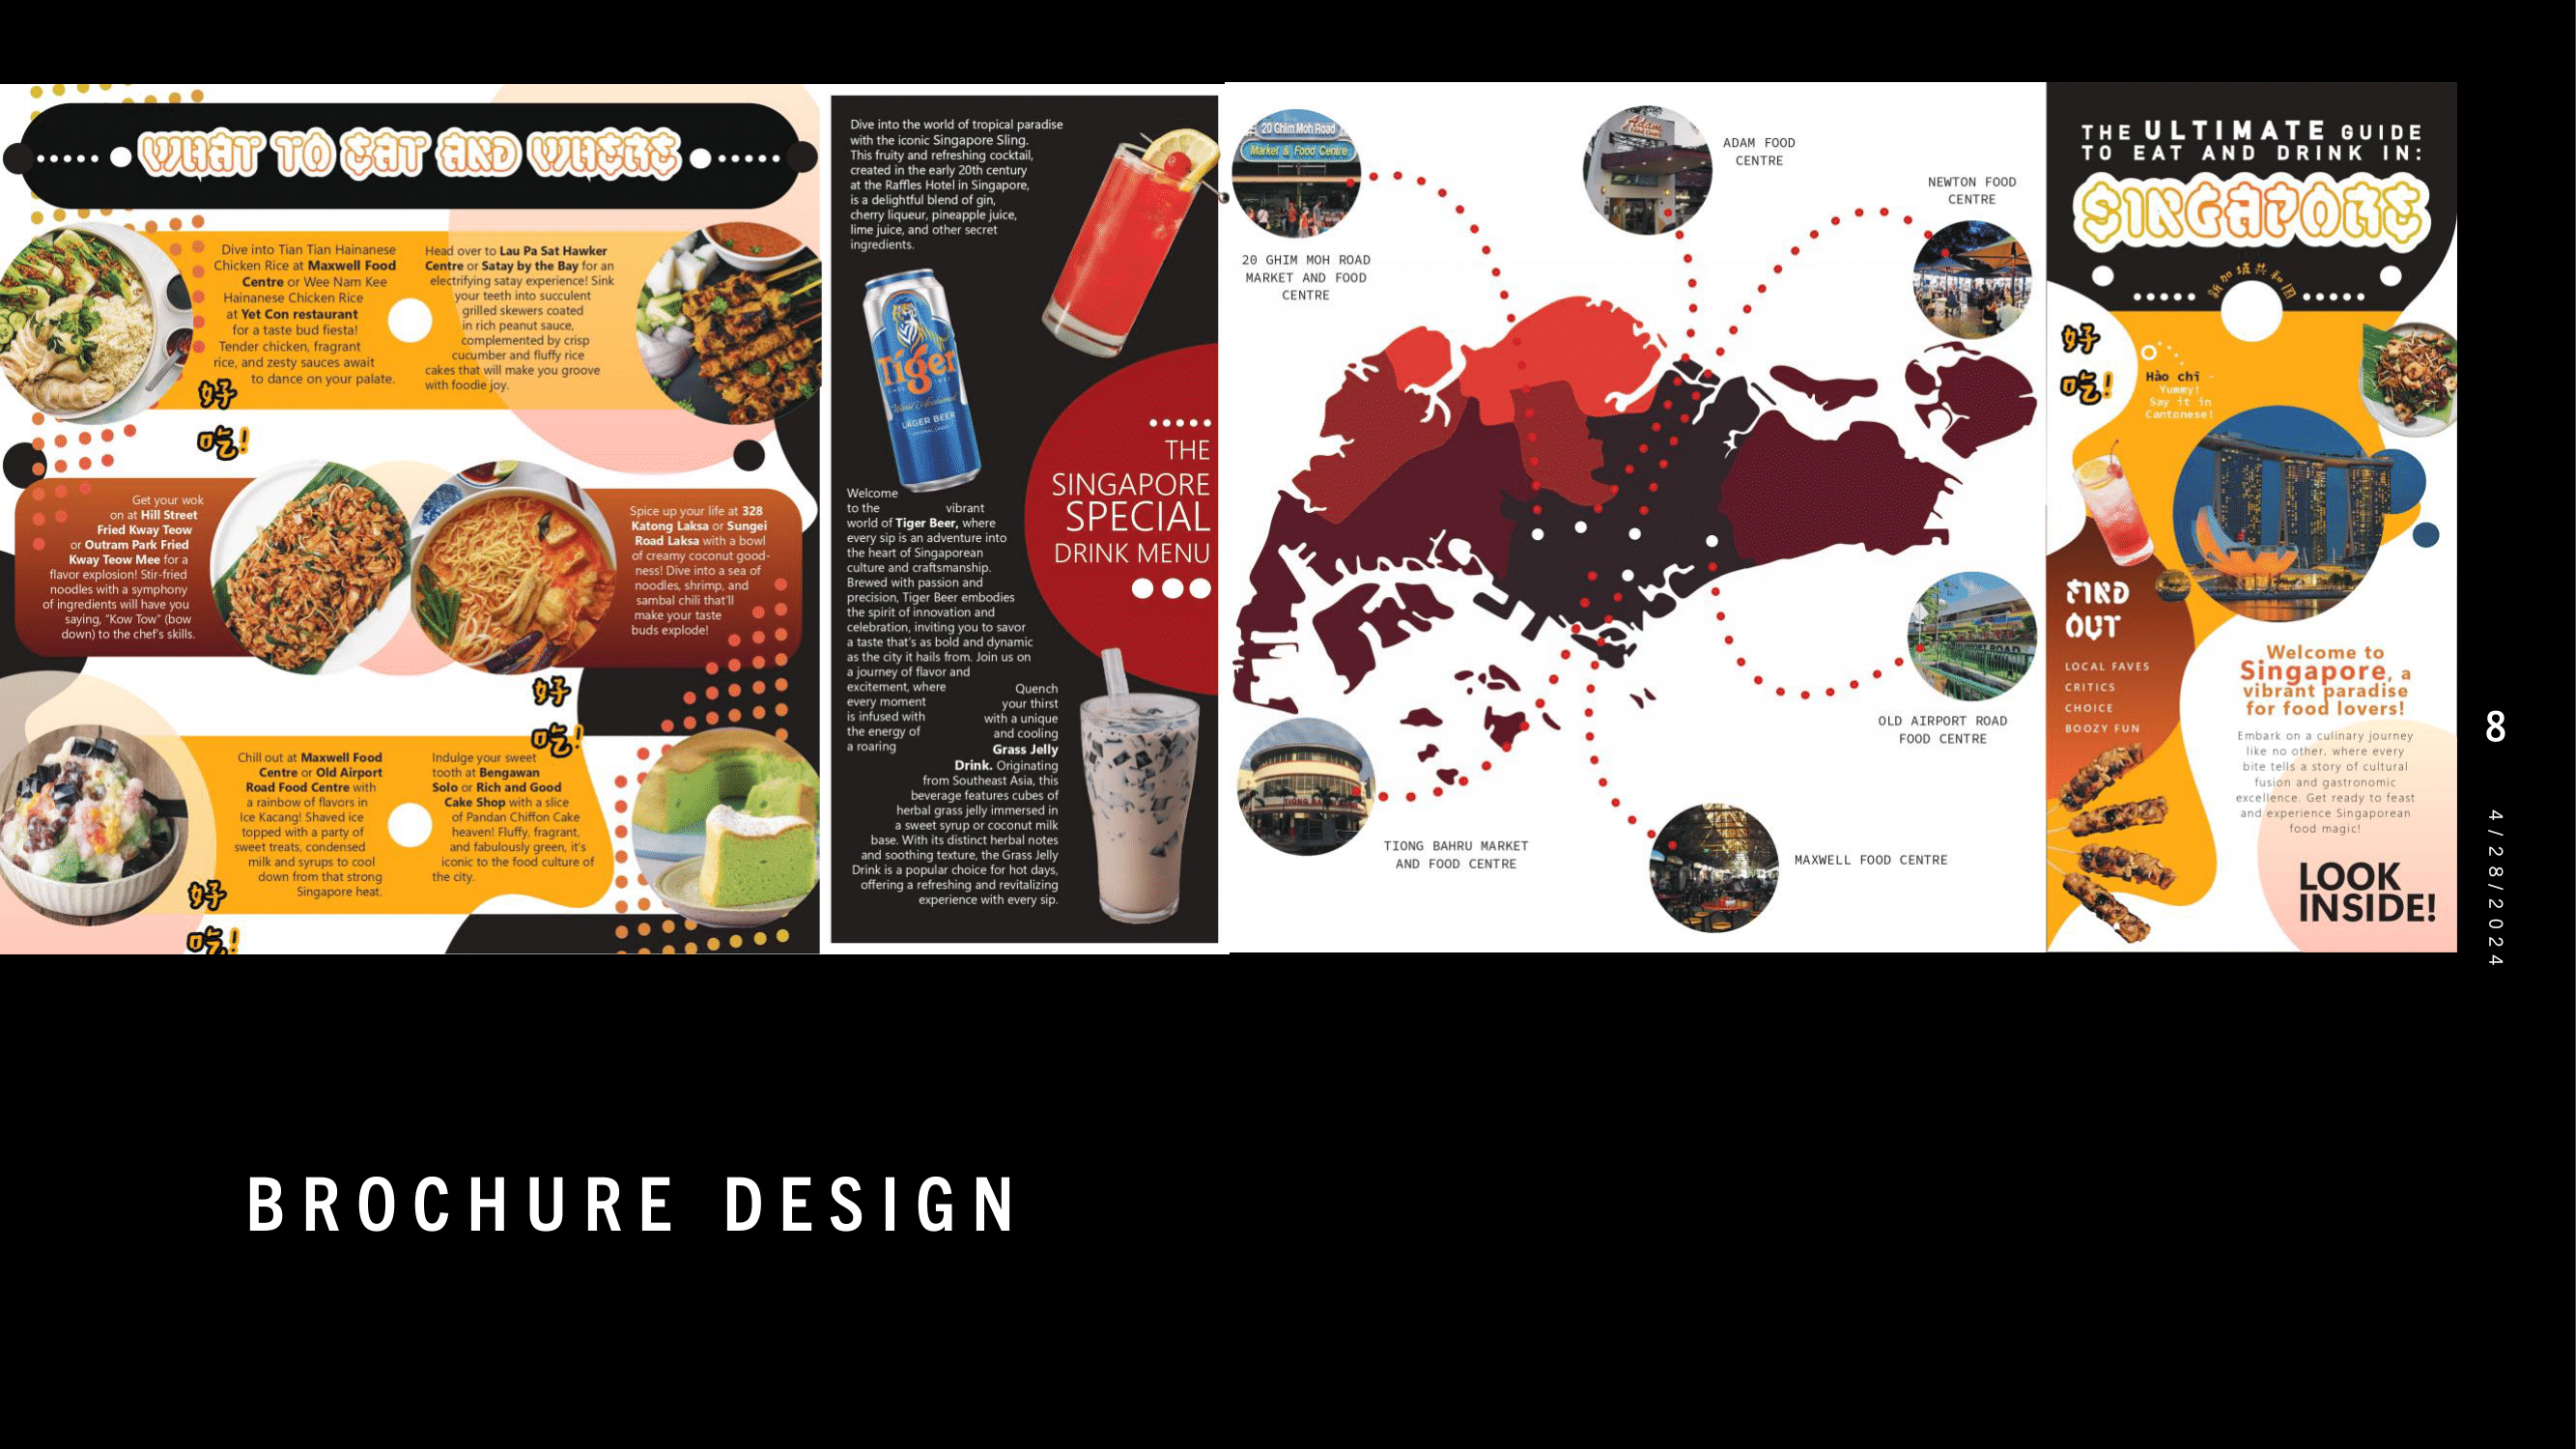 WHAT TO EAT AND WHERE
Dive into Tian Tian Hainanese
Chicken Rice at Maxwell Food
Centre or Wee Nam Kee
Hainanese Chicken Rice
at Yet Con restaurant
for a taste bud fiesta!
Tender chicken, fragrant
rice, and zesty sauces await
to dance on your palate.
好
吃!
Head over to Lau Pa Sat Hawker
Centre or Satay by the Bay for an
electrifying satay experience! Sink
your teeth into succulent
grilled skewers coated
in rich peanut sauce,
complemented by crisp
cucumber and fluffy rice
cakes that will make you groove
with foodie joy.
Get your wok
on at Hill Street
Fried Kway Teow
or Outram Park Fried
Kway Teow Mee for a
flavor explosion! Stir-fried
noodles with a symphony
of ingredients will have you
saying, "Kow Tow" (bow
down) to the chef's skills.
Spice up your life at 328
Katong Laksa or Sungei
Road Laksa with a bowl
of creamy coconut good-
ness! Dive into a sea of
noodles, shrimp, and
sambal chili that'll
make your taste
buds explode!
好
吃!
Chill out at Maxwell Food
Centre or Old Airport
Road Food Centre with
a rainbow of flavors in
Ice Kacang! Shaved ice
topped with a party of
sweet treats, condensed
milk and syrups to cool
down from that strong
Singapore heat.
好
吃!
Indulge your sweet
tooth at Bengawan
Solo or Rich and Good
Cake Shop with a slice
of Pandan Chiffon Cake
heaven! Fluffy, fragrant,
and fabulously green, it's
iconic to the food culture of
the city.
Dive into the world of tropical paradise
with the iconic Singapore Sling.
This fruity and refreshing cocktail,
created in the early 20th century
at the Raffles Hotel in Singapore,
is a delightful blend of gin,
cherry liqueur, pineapple juice,
lime juice, and other secret
ingredients.
Tiger
LAGER BEER
THE
SINGAPORE
SPECIAL
DRINK MENU
Welcome
to the vibrant
world of Tiger Beer, where
every sip is an adventure into
the heart of Singaporean
culture and craftsmanship.
Brewed with passion and
precision, Tiger Beer embodies
the spirit of innovation and
celebration, inviting you to savor
a taste that's as bold and dynamic
as the city it hails from. Join us on
a journey of flavor and
excitement, where
every moment
is infused with
the energy of
a roaring
Quench
your thirst
with a unique
and cooling
Grass Jelly
Drink. Originating
from Southeast Asia, this
beverage features cubes of
herbal grass jelly immersed in
a sweet syrup or coconut milk
base. With its distinct herbal notes
and soothing texture, the Grass Jelly
Drink is a popular choice for hot days,
offering a refreshing and revitalizing
experience with every sip.
20 Ghim Moh Road
Market & Food Centre
20 GHIM MOH ROAD
MARKET AND FOOD
CENTRE
Adam
ADAM FOOD
CENTRE
NEWTON FOOD
CENTRE
OLD AIRPORT ROAD
FOOD CENTRE
TIONG BAHRU MARKET
AND FOOD CENTRE
MAXWELL FOOD CENTRE
THE ULTIMATE GUIDE
TO EAT AND DRINK IN:
SINGAPORE
新加坡共和国
好
吃!
Hào chī -
Yummy!
Say it in
Cantonese!
FIND
OUT
LOCAL FAVES
CRITICS
CHOICE
BOOZY FUN
Welcome to
Singapore, a
vibrant paradise
for food lovers!
Embark on a culinary journey
like no other, where every
bite tells a story of cultural
fusion and gastronomic
excellence. Get ready to feast
and experience Singaporean
food magic!
LOOK
INSIDE!
8
4/28/2024
BROCHURE DESIGN